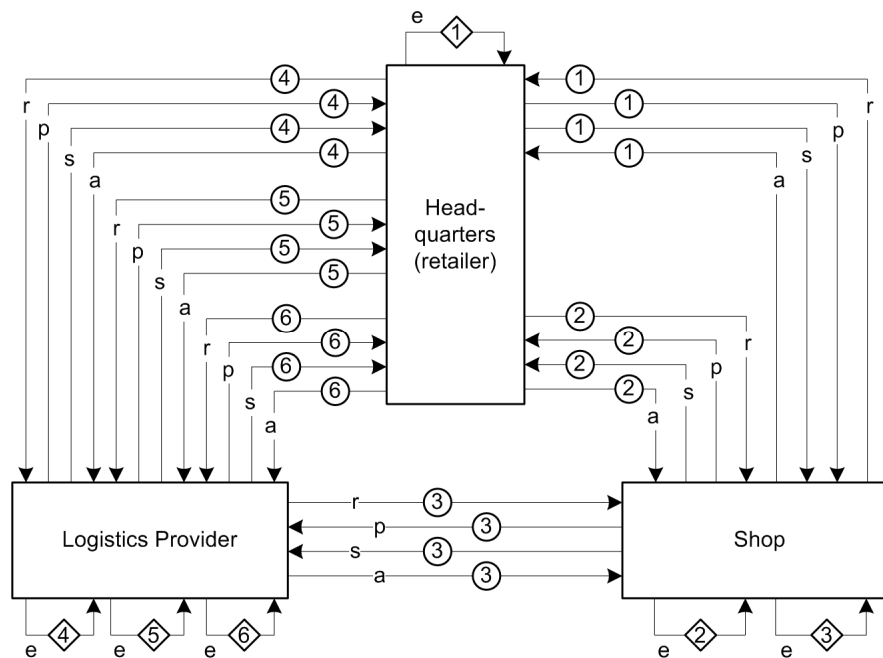 e 1
r 4 1 r
p 4 1 p
s 4 1 s
a 4 1 a
r 5
p 5
s 5
a 5
Head-
quarters
(retailer)
r 6 2 r
p 6 2 p
s 6 2 s
a 6 2 a
Logistics Provider
r 3
p 3
s 3
a 3
Shop
e 4 e 5 e 6
e 2 e 3